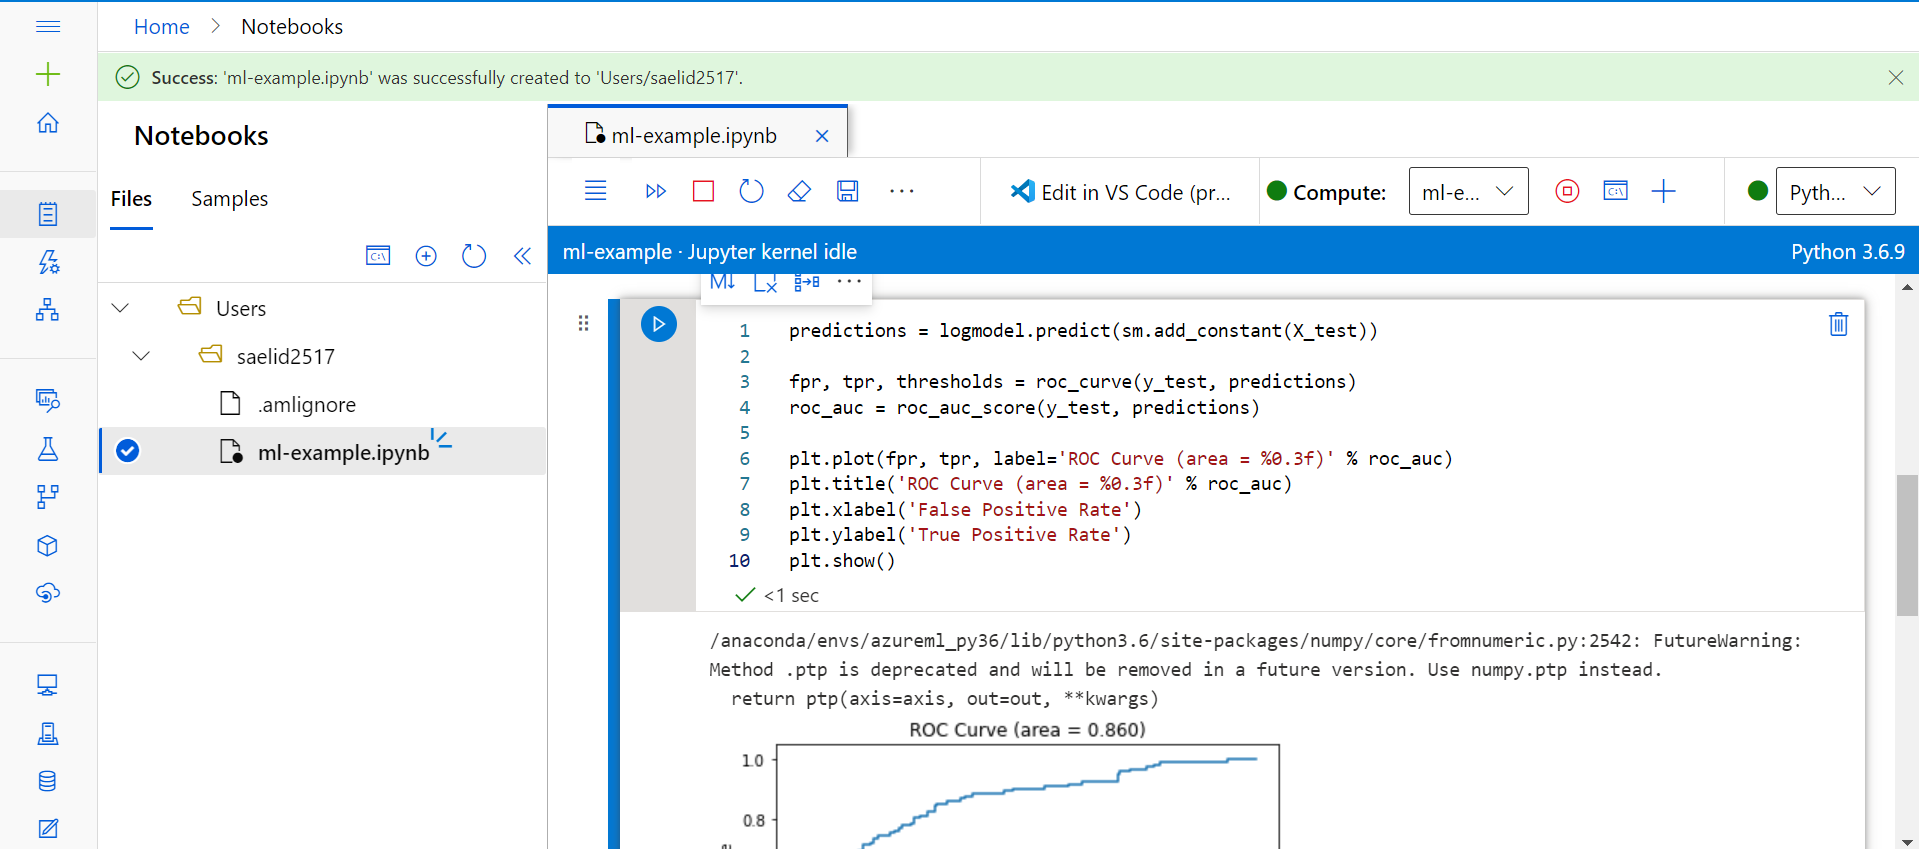 Home > Notebooks
Success: 'ml-example.ipynb' was successfully created to 'Users/saelid2517'.
Notebooks
Files Samples
Users
saelid2517
.amlignore
ml-example.ipynb
ml-example.ipynb
Edit in VS Code (pr...
Compute:
ml-e...
Pyth...
ml-example · Jupyter kernel idle
Python 3.6.9
M↓
1 predictions = logmodel.predict(sm.add_constant(X_test))
2
3 fpr, tpr, thresholds = roc_curve(y_test, predictions)
4 roc_auc = roc_auc_score(y_test, predictions)
5
6 plt.plot(fpr, tpr, label='ROC Curve (area = %0.3f)' % roc_auc)
7 plt.title('ROC Curve (area = %0.3f)' % roc_auc)
8 plt.xlabel('False Positive Rate')
9 plt.ylabel('True Positive Rate')
10 plt.show()
<1 sec
/anaconda/envs/azureml_py36/lib/python3.6/site-packages/numpy/core/fromnumeric.py:2542: FutureWarning:
Method .ptp is deprecated and will be removed in a future version. Use numpy.ptp instead.
return ptp(axis=axis, out=out, **kwargs)
ROC Curve (area = 0.860)
1.0
0.8